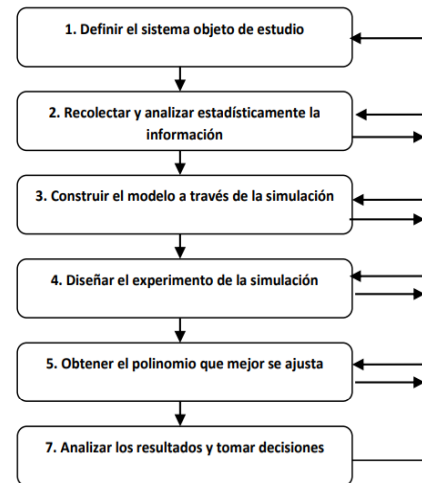 1. Definir el sistema objeto de estudio
2. Recolectar y analizar estadísticamente la
información
3. Construir el modelo a través de la simulación
4. Diseñar el experimento de la simulación
5. Obtener el polinomio que mejor se ajusta
7. Analizar los resultados y tomar decisiones